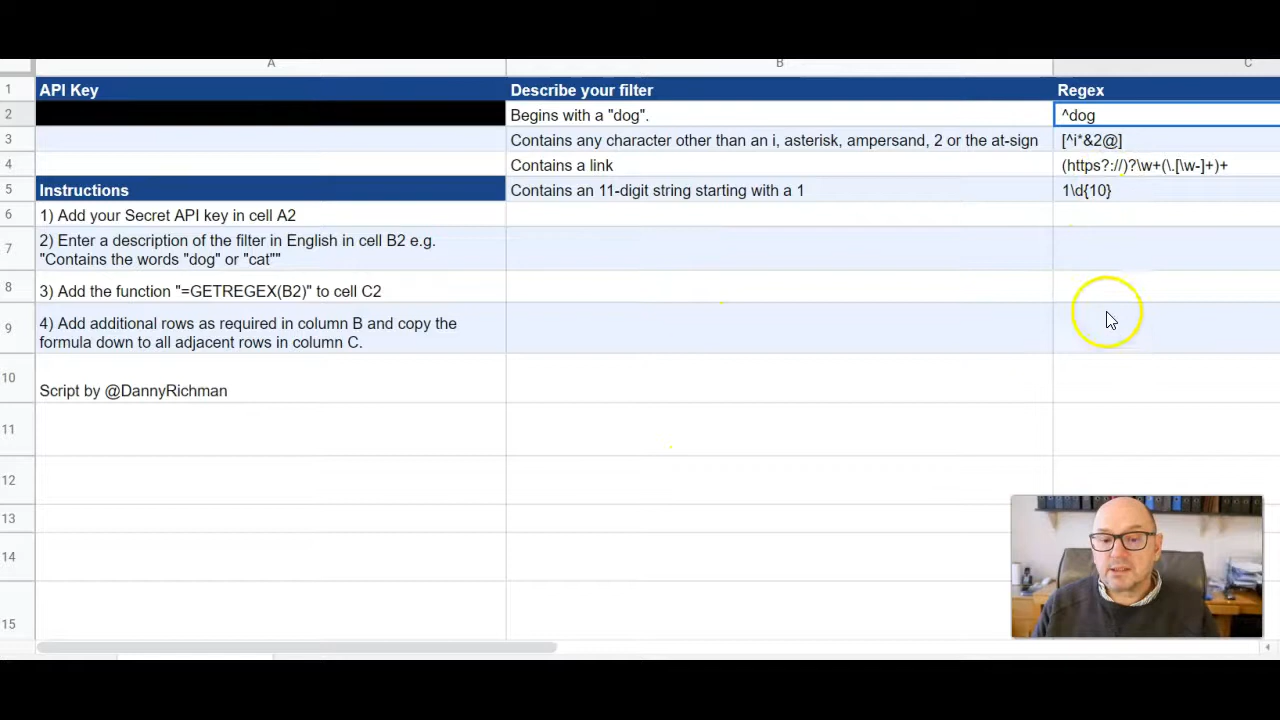 A B C
1 API Key Describe your filter Regex
2 Begins with a "dog". ^dog
3 Contains any character other than an i, asterisk, ampersand, 2 or the at-sign [^i*&2@]
4 Contains a link (https?://)?\w+(\.[\w-]+)+
5 Instructions Contains an 11-digit string starting with a 1 1\d{10}
6 1) Add your Secret API key in cell A2
7 2) Enter a description of the filter in English in cell B2 e.g.
"Contains the words "dog" or "cat""
8 3) Add the function "=GETREGEX(B2)" to cell C2
9 4) Add additional rows as required in column B and copy the
formula down to all adjacent rows in column C.
10 Script by @DannyRichman
11
12
13
14
15